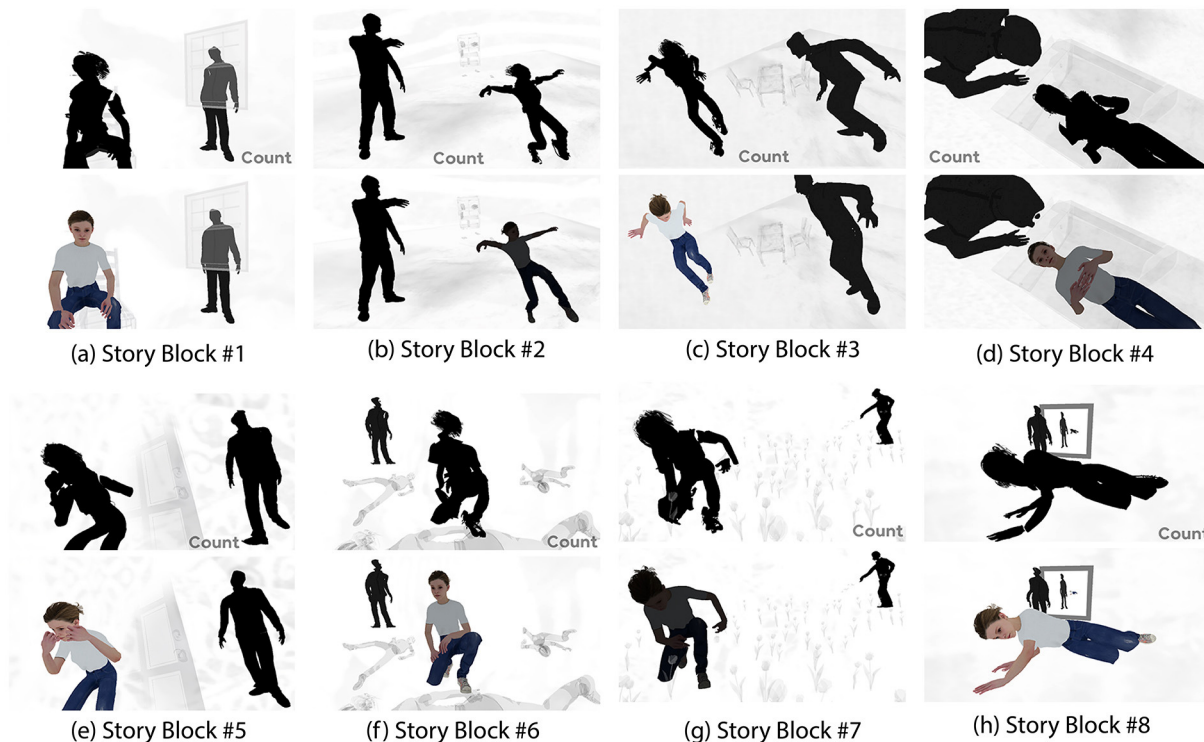 Count
Count
Count
Count
(a) Story Block #1
(b) Story Block #2
(c) Story Block #3
(d) Story Block #4
Count
Count
Count
Count
(e) Story Block #5
(f) Story Block #6
(g) Story Block #7
(h) Story Block #8